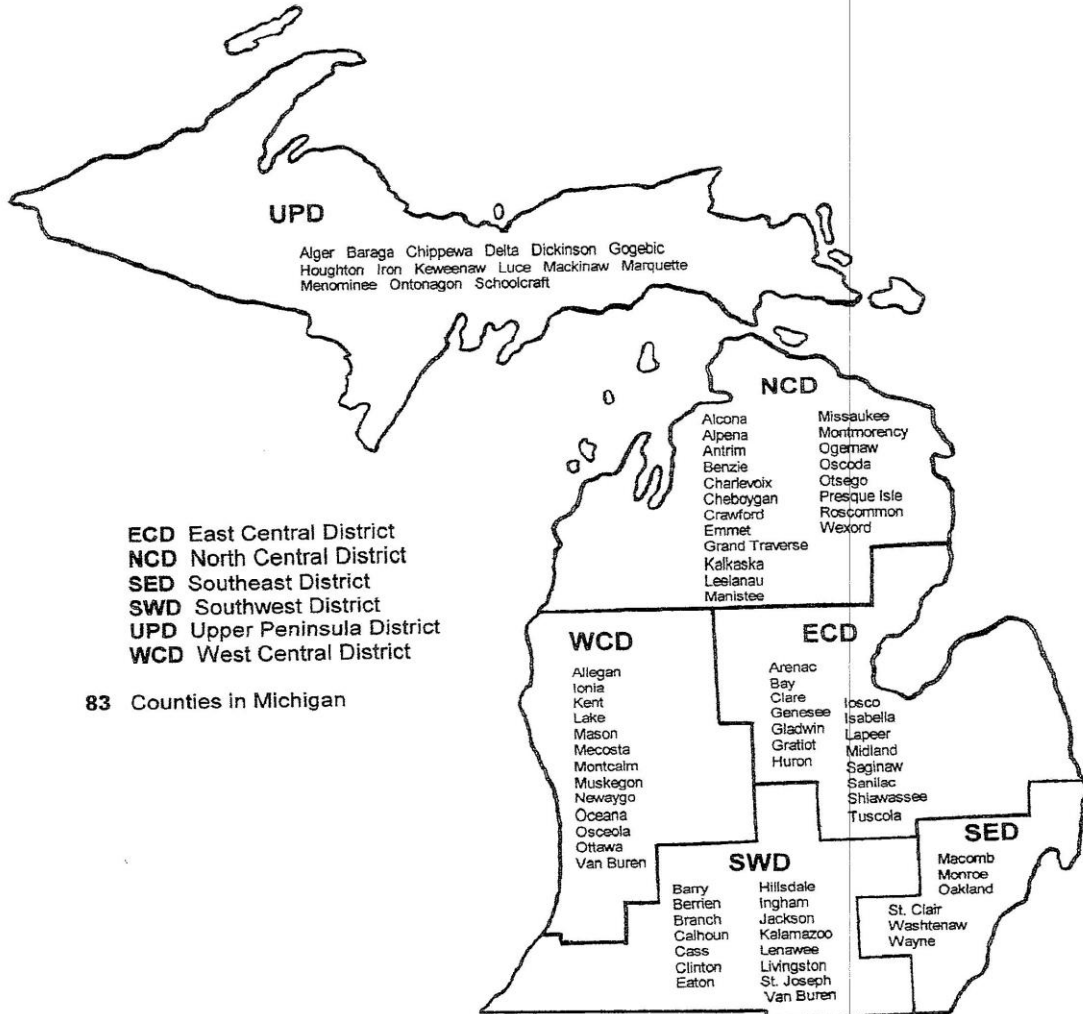 UPD
Alger Baraga Chippewa Delta Dickinson Gogebic
Houghton Iron Keweenaw Luce Mackinaw Marquette
Menominee Ontonagon Schoolcraft
NCD
Alcona
Alpena
Antrim
Benzie
Charlevoix
Cheboygan
Crawford
Emmet
Grand Traverse
Kalkaska
Leelanau
Manistee
Missaukee
Montmorency
Ogemaw
Oscoda
Otsego
Presque Isle
Roscommon
Wexord
ECD East Central District
NCD North Central District
SED Southeast District
SWD Southwest District
UPD Upper Peninsula District
WCD West Central District
83 Counties in Michigan
WCD
Allegan
Ionia
Kent
Lake
Mason
Mecosta
Montcalm
Muskegon
Newaygo
Oceana
Osceola
Ottawa
Van Buren
ECD
Arenac
Bay
Clare
Genesee
Gladwin
Gratiot
Huron
Iosco
Isabella
Lapeer
Midland
Saginaw
Sanilac
Shiawassee
Tuscola
SWD
Barry
Berrien
Branch
Calhoun
Cass
Clinton
Eaton
Hillsdale
Ingham
Jackson
Kalamazoo
Lenawee
Livingston
St. Joseph
Van Buren
SED
Macomb
Monroe
Oakland
St. Clair
Washtenaw
Wayne